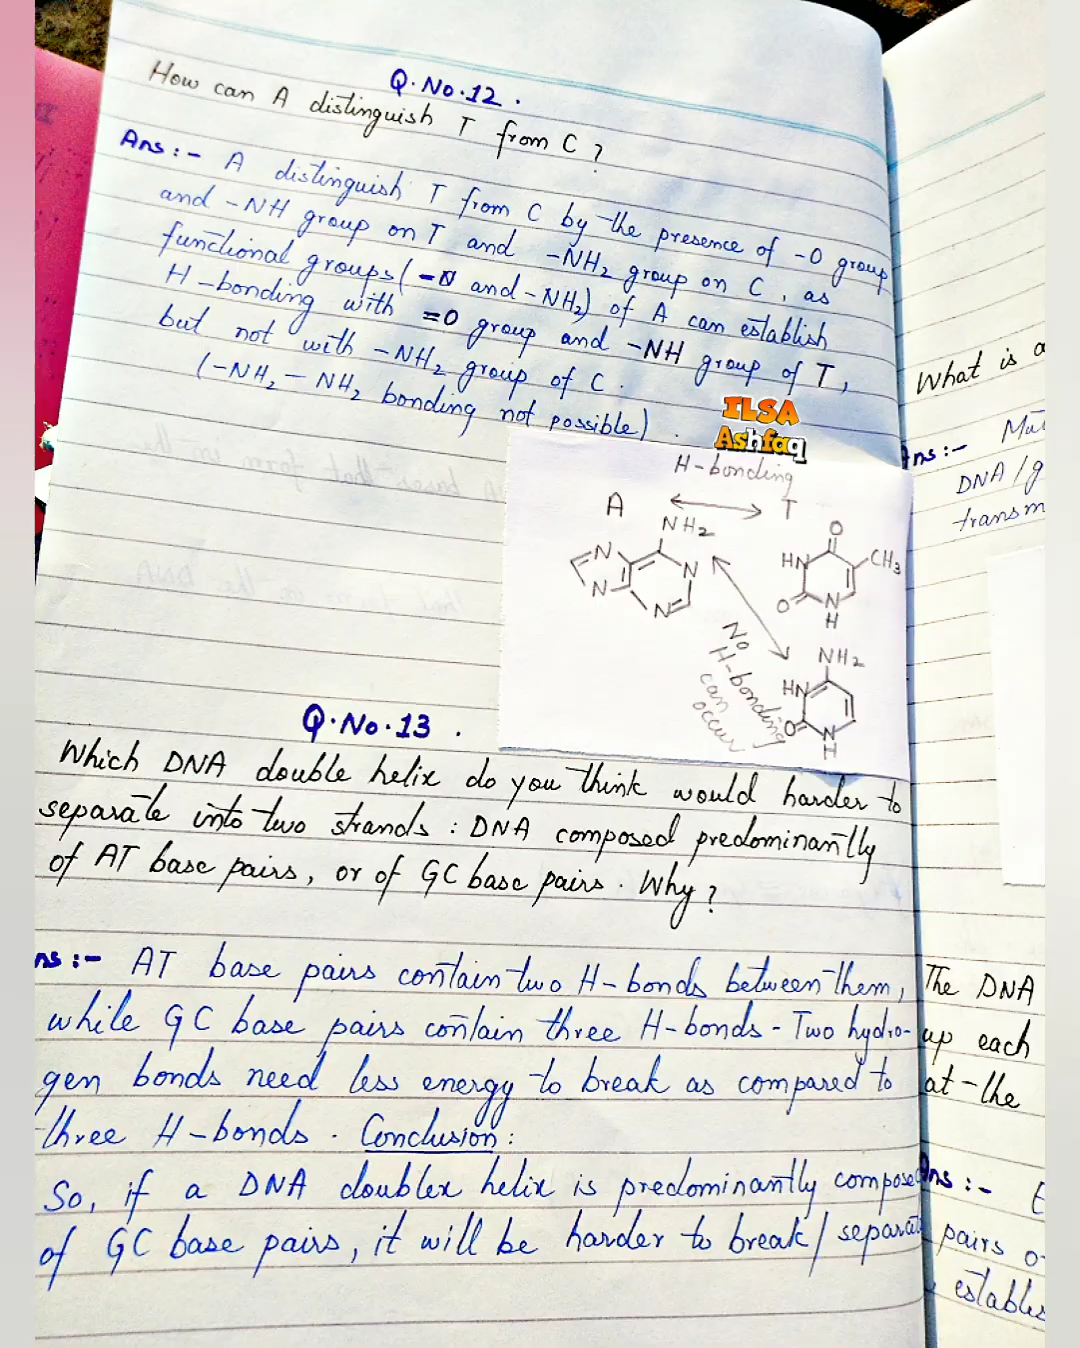 Q.No.12.
How can A distinguish T from C?
Ans:- A distinguish T from C by the presence of -O group
and -NH group on T and -NH2 group on C, as
functional groups (-N and -NH2) of A can establish
H-bonding with =O group and -NH group of T,
but not with -NH2 group of C.
(-NH2 - NH2 bonding not possible).
ILSA
Ashfaq
H-bonding
A T
NH2
N
N
N
N
O
HN
CH3
O
N
H
No
H-bonding
can
occur
NH2
HN
O
N
H
Q.No.13.
Which DNA double helix do you think would harder to
separate into two strands: DNA composed predominantly
of AT base pairs, or of GC base pairs. Why?
ns:- AT base pairs contain two H-bonds between them,
while GC base pairs contain three H-bonds - Two hydro-
gen bonds need less energy to break as compared to
three H-bonds. Conclusion:
So, if a DNA doublex helix is predominantly compose
of GC base pairs, it will be harder to break/separat
What is a
Ans:- Mut
DNA/g
transm
The DNA
up each
at the
Ans:- E
pairs o
establis